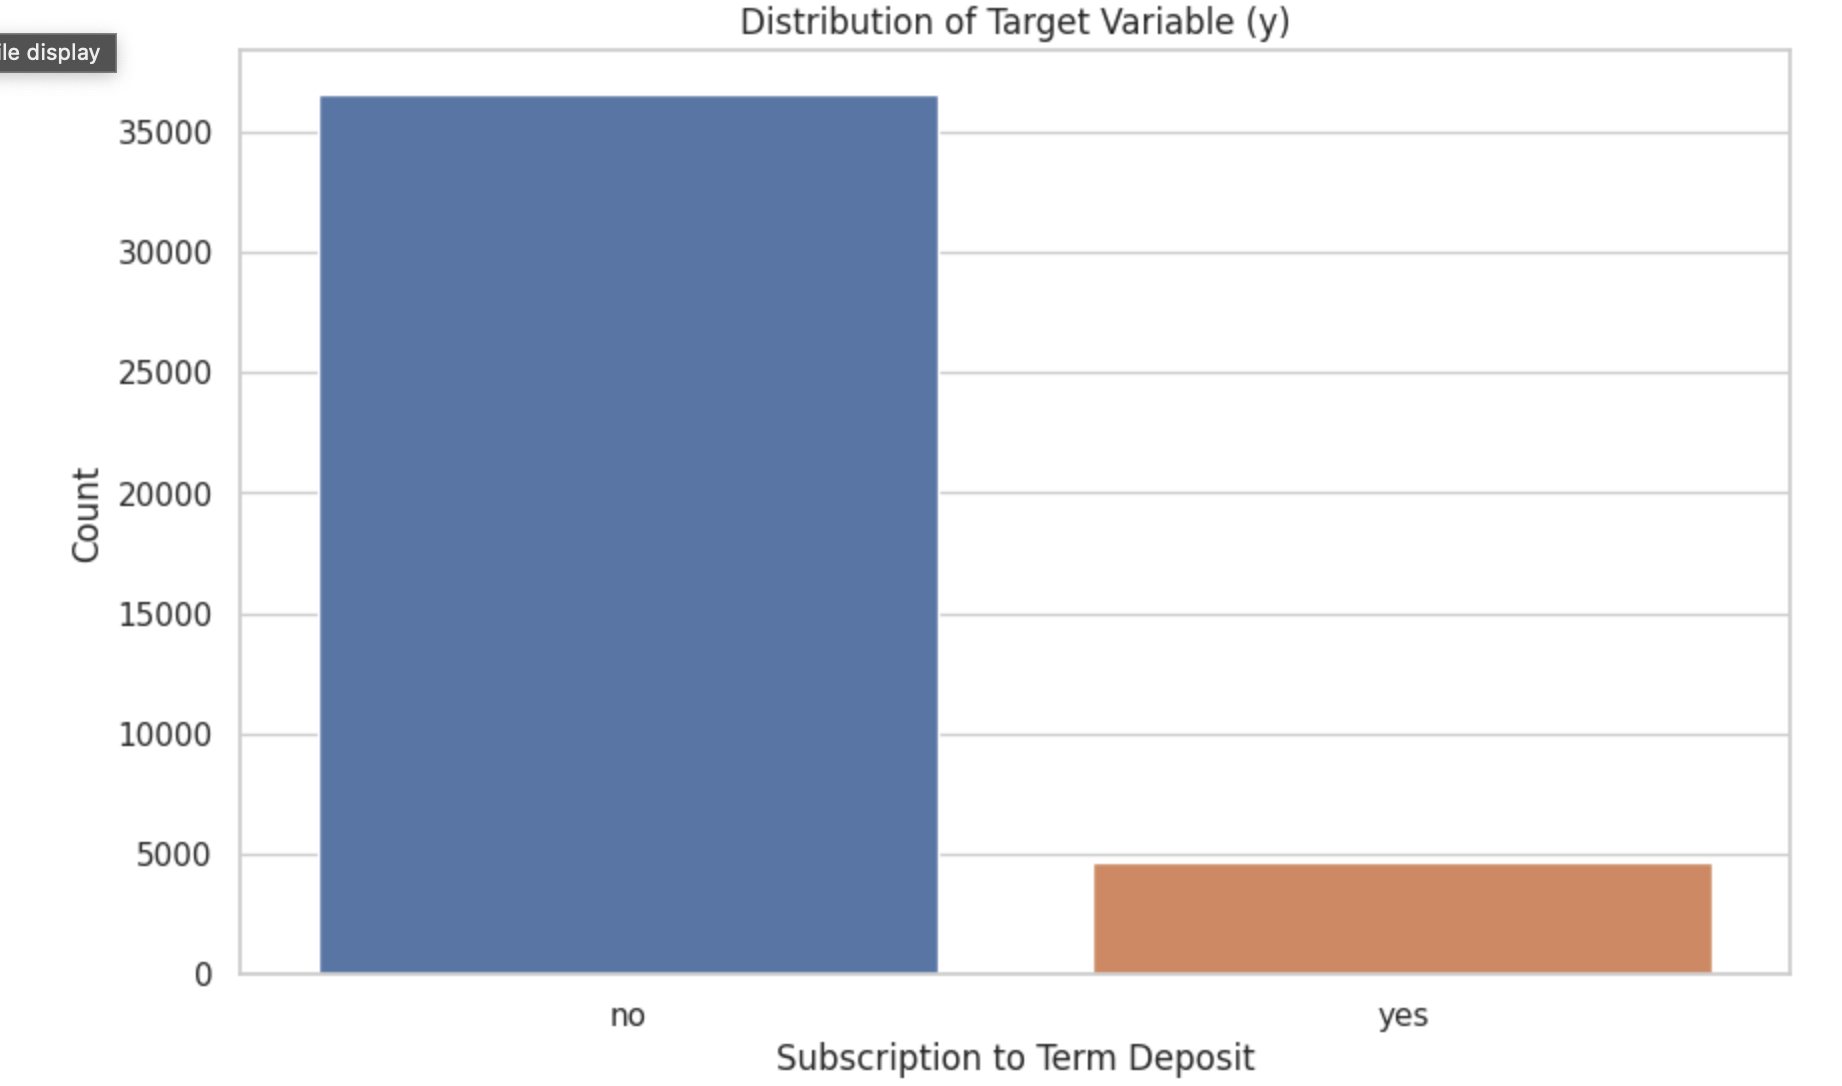 Distribution of Target Variable (y)
ile display
35000
30000
25000
20000
15000
10000
5000
0
Count
no yes
Subscription to Term Deposit